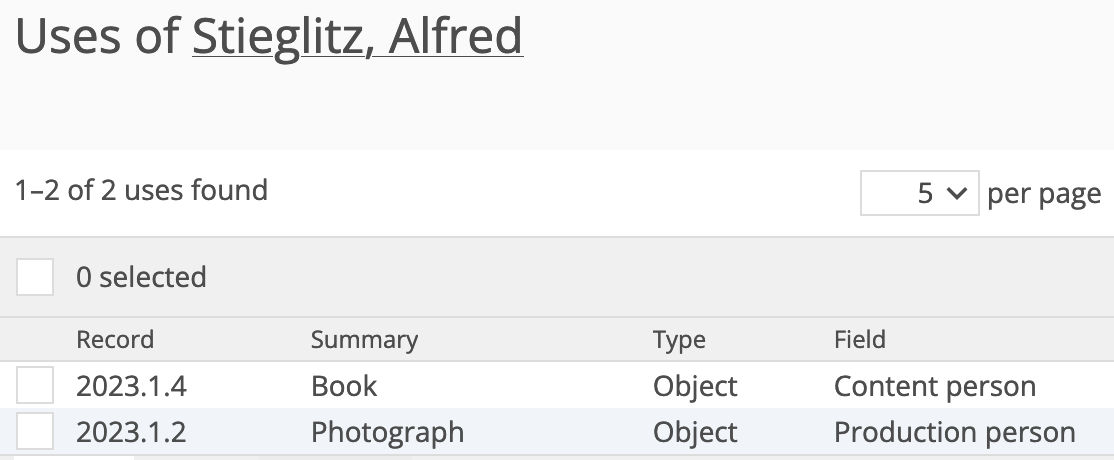 Uses of Stieglitz, Alfred
1–2 of 2 uses found 5 per page
0 selected
Record Summary Type Field
2023.1.4 Book Object Content person
2023.1.2 Photograph Object Production person